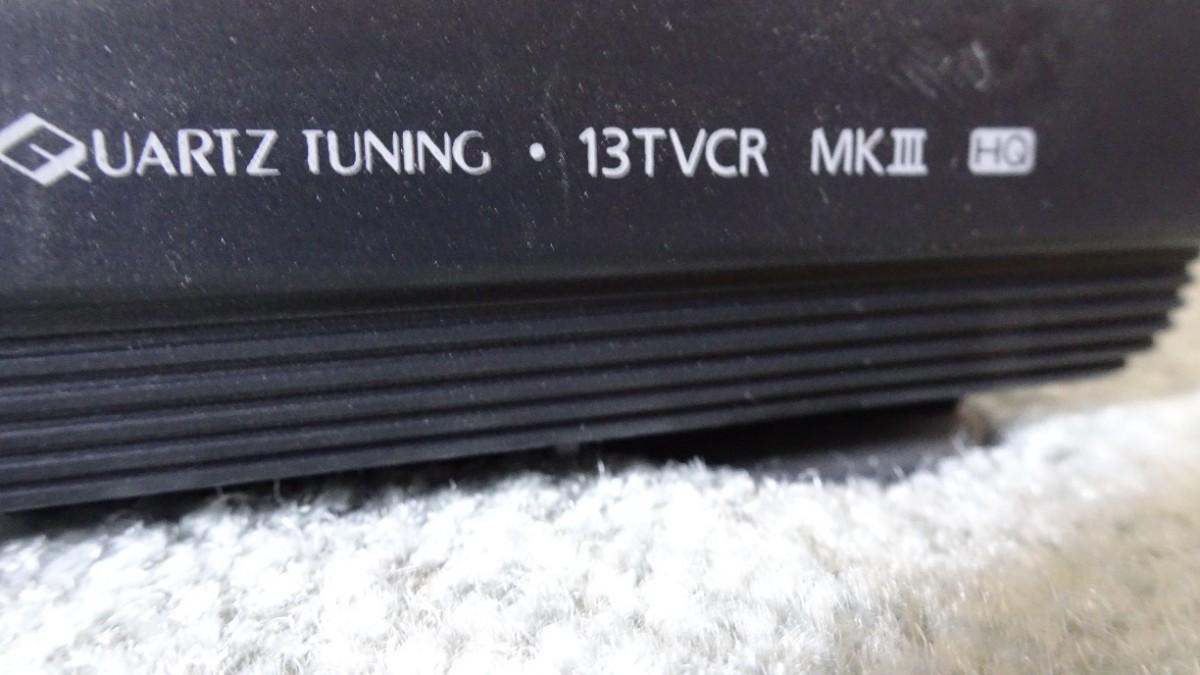 QUARTZ TUNING • 13TVCR MKIII HQ